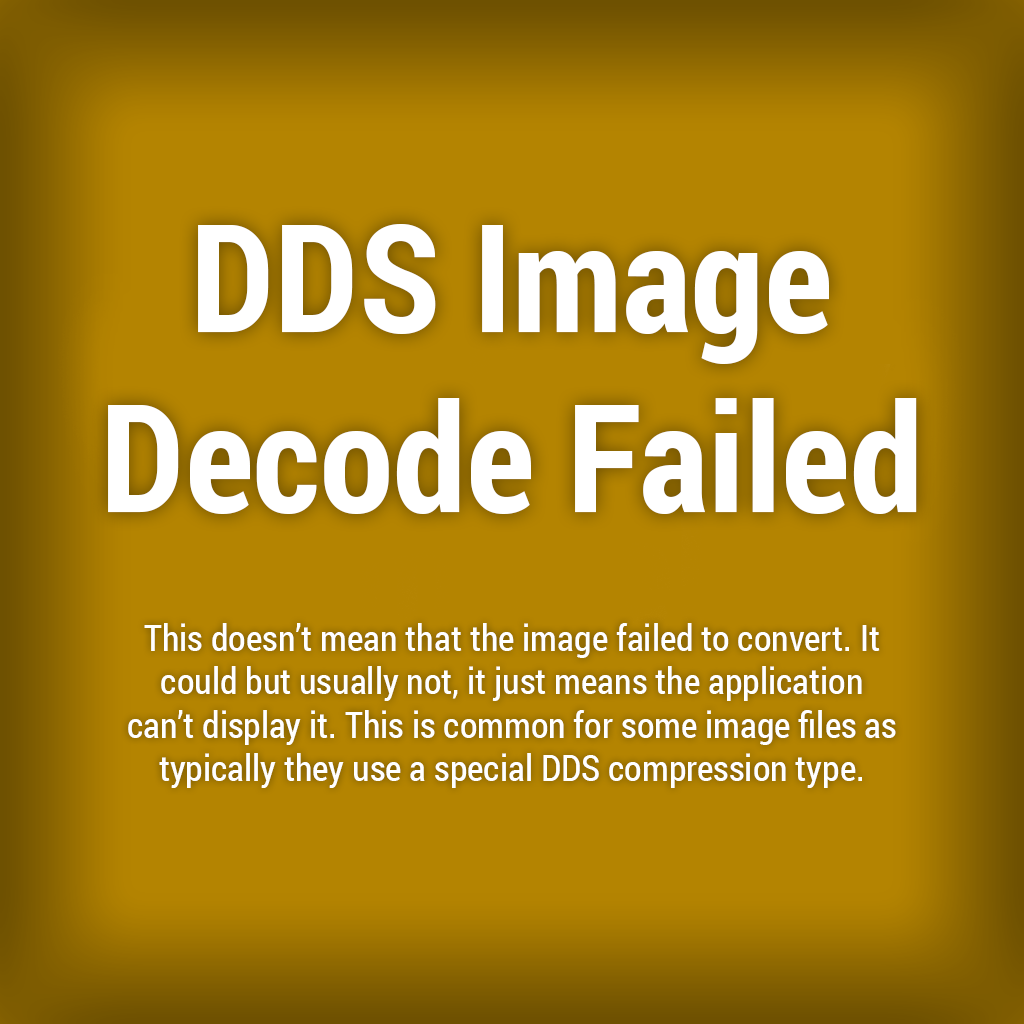 DDS Image
Decode Failed
This doesn’t mean that the image failed to convert. It
could but usually not, it just means the application
can’t display it. This is common for some image files as
typically they use a special DDS compression type.